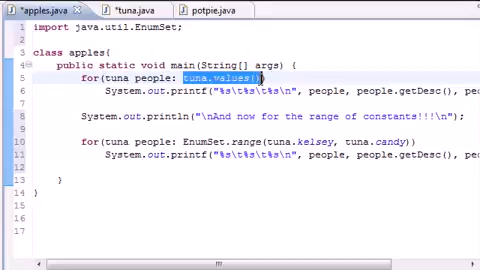 *apples.java *tuna.java potpie.java
1 import java.util.EnumSet;
2
3 class apples{
4 public static void main(String[] args) {
5 for(tuna people: tuna.values())
6 System.out.printf("%s\t%s\t%s\n", people, people.getDesc(), pe
7
8 System.out.println("\nAnd now for the range of constants!!!\n");
9
10 for(tuna people: EnumSet.range(tuna.kelsey, tuna.candy))
11 System.out.printf("%s\t%s\t%s\n", people, people.getDesc(), pe
12
13 }
14 }
15
16
17